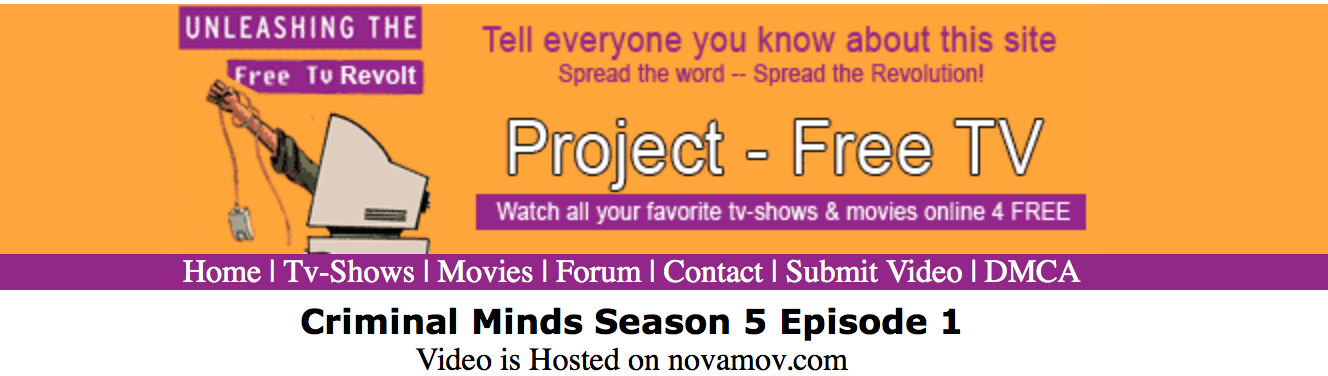 UNLEASHING THE
Free Tv Revolt
Tell everyone you know about this site
Spread the word -- Spread the Revolution!
Project - Free TV
Watch all your favorite tv-shows & movies online 4 FREE
Home | Tv-Shows | Movies | Forum | Contact | Submit Video | DMCA
Criminal Minds Season 5 Episode 1
Video is Hosted on novamov.com